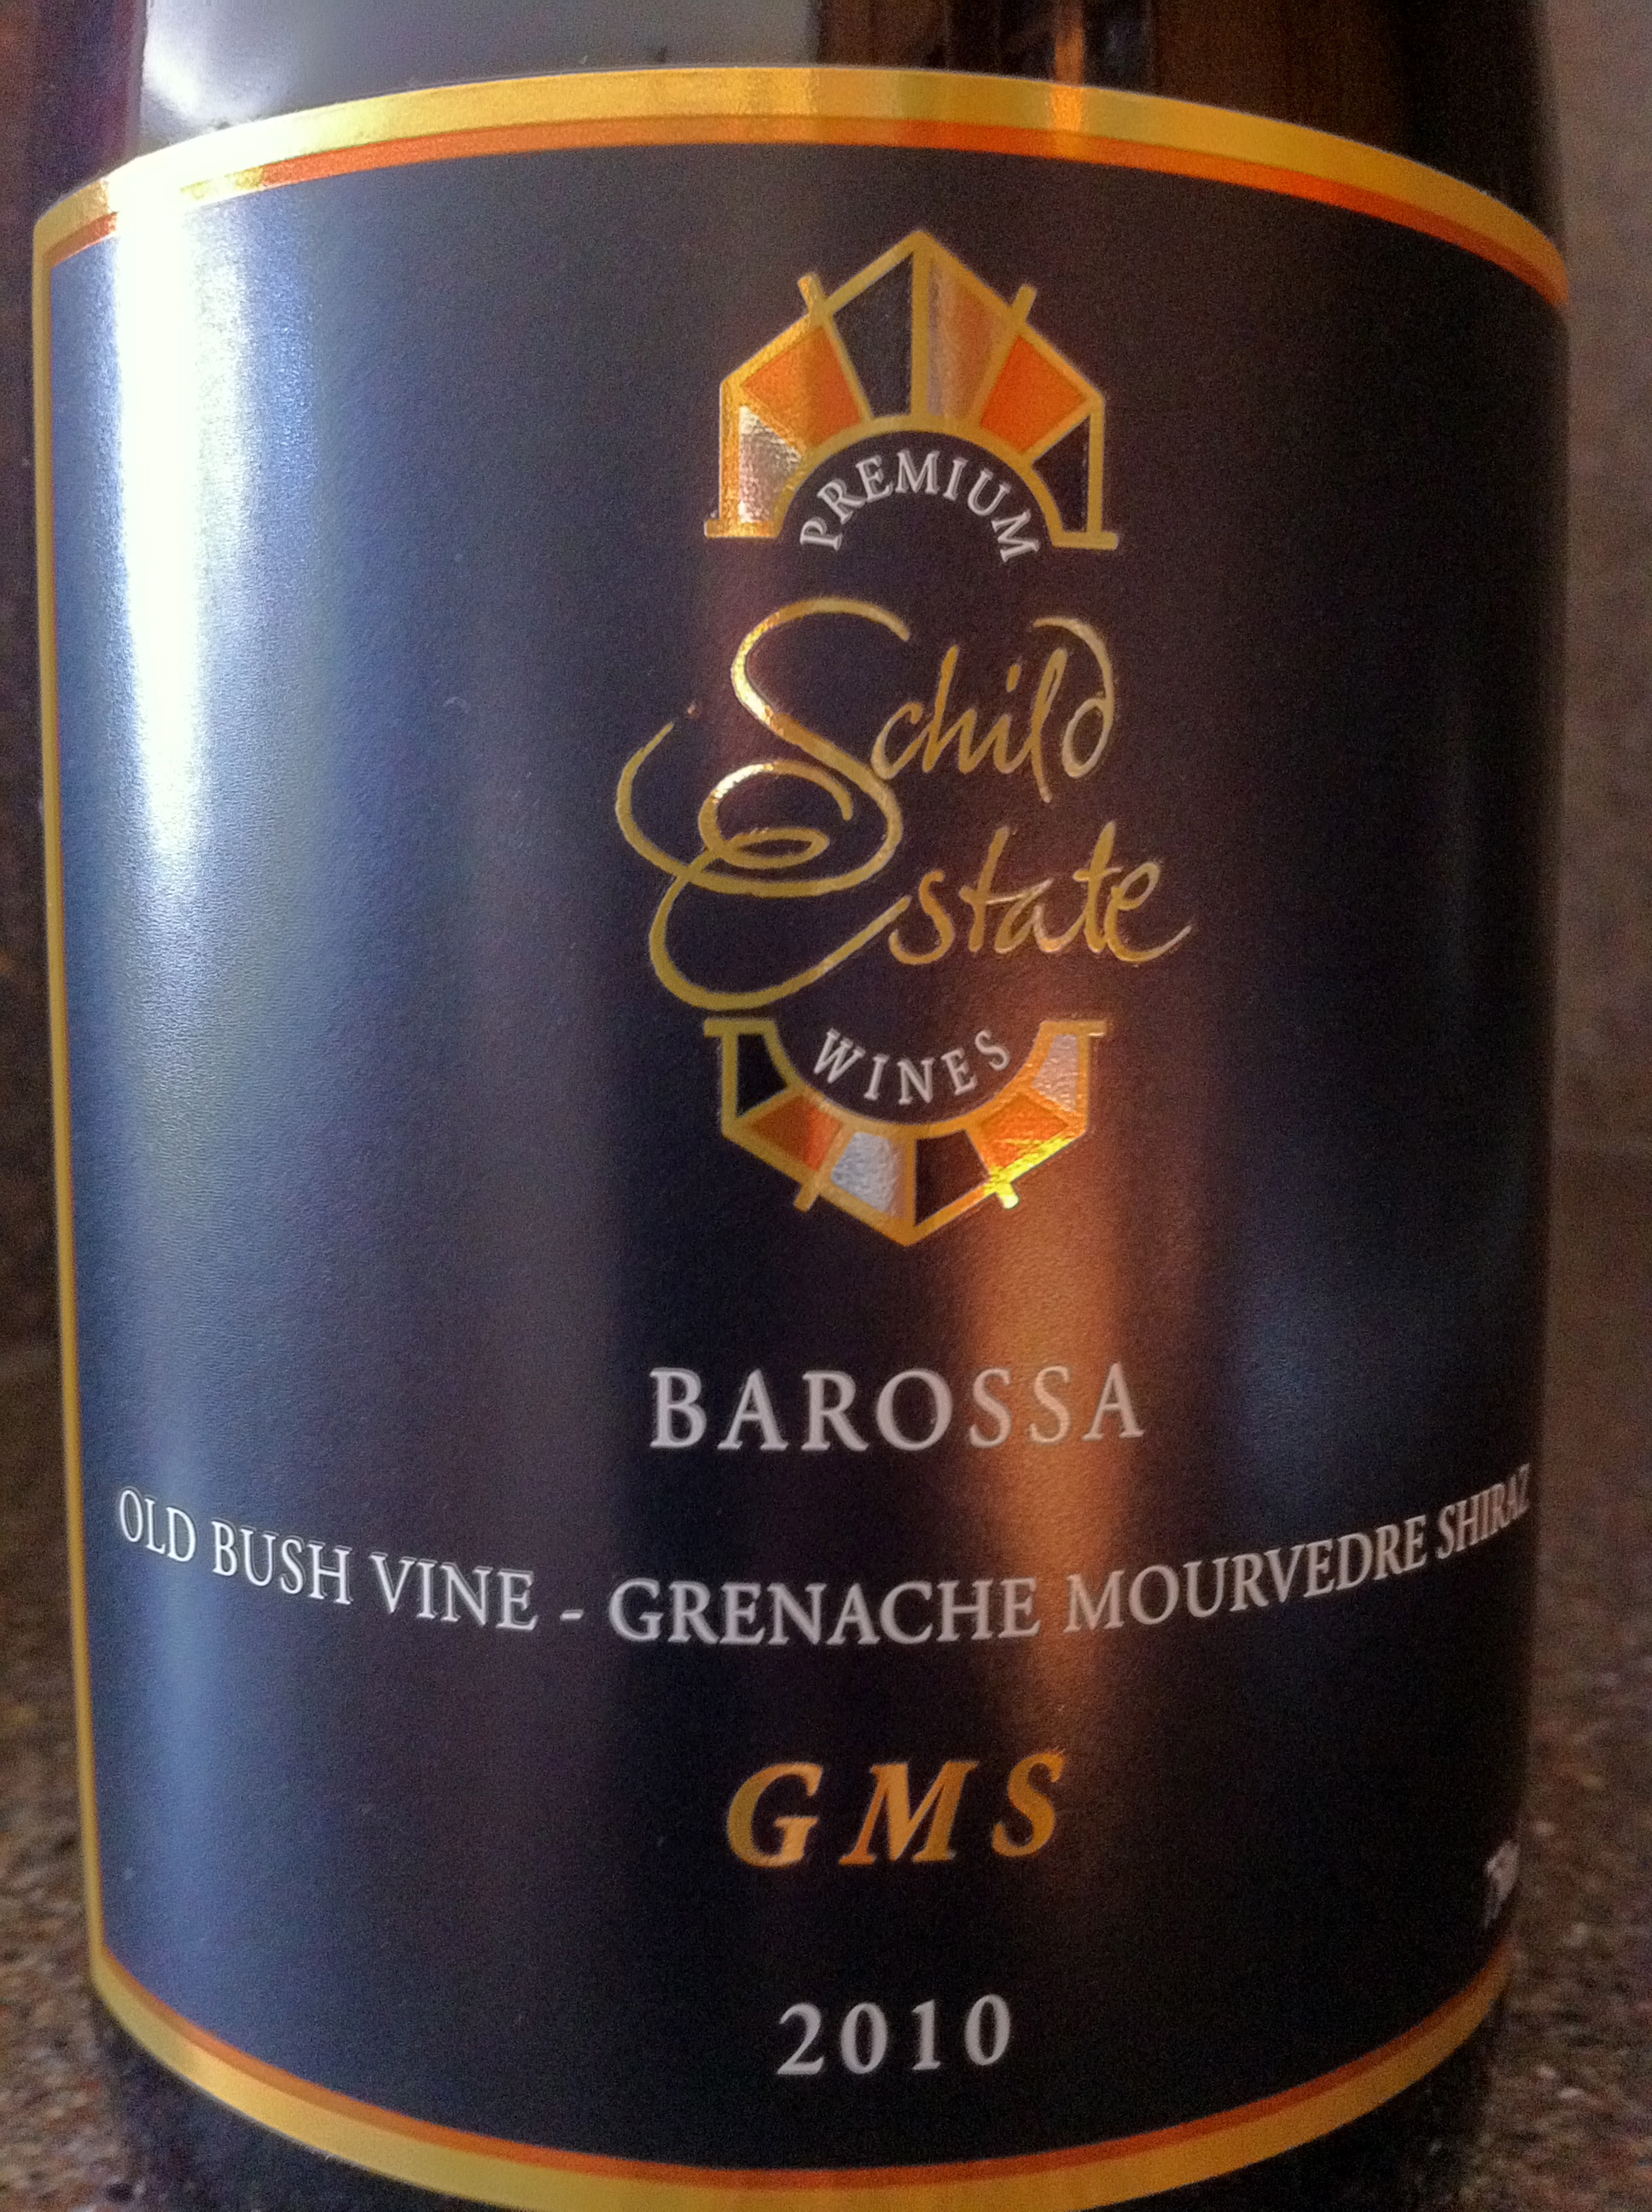 PREMIUM
Schild
Estate
WINES
BAROSSA
OLD BUSH VINE - GRENACHE MOURVEDRE SHIRAZ
GMS
2010